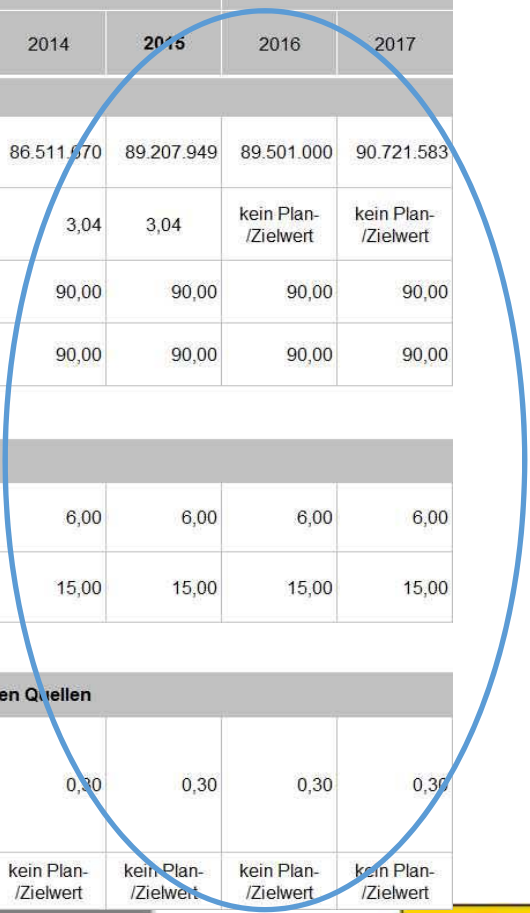 2014 2015 2016 2017
86.511.670 89.207.949 89.501.000 90.721.583
3,04 3,04 kein Plan- kein Plan-
/Zielwert /Zielwert
90,00 90,00 90,00 90,00
90,00 90,00 90,00 90,00
6,00 6,00 6,00 6,00
15,00 15,00 15,00 15,00
en Quellen
0,30 0,30 0,30 0,30
kein Plan- kein Plan- kein Plan- kein Plan-
/Zielwert /Zielwert /Zielwert /Zielwert